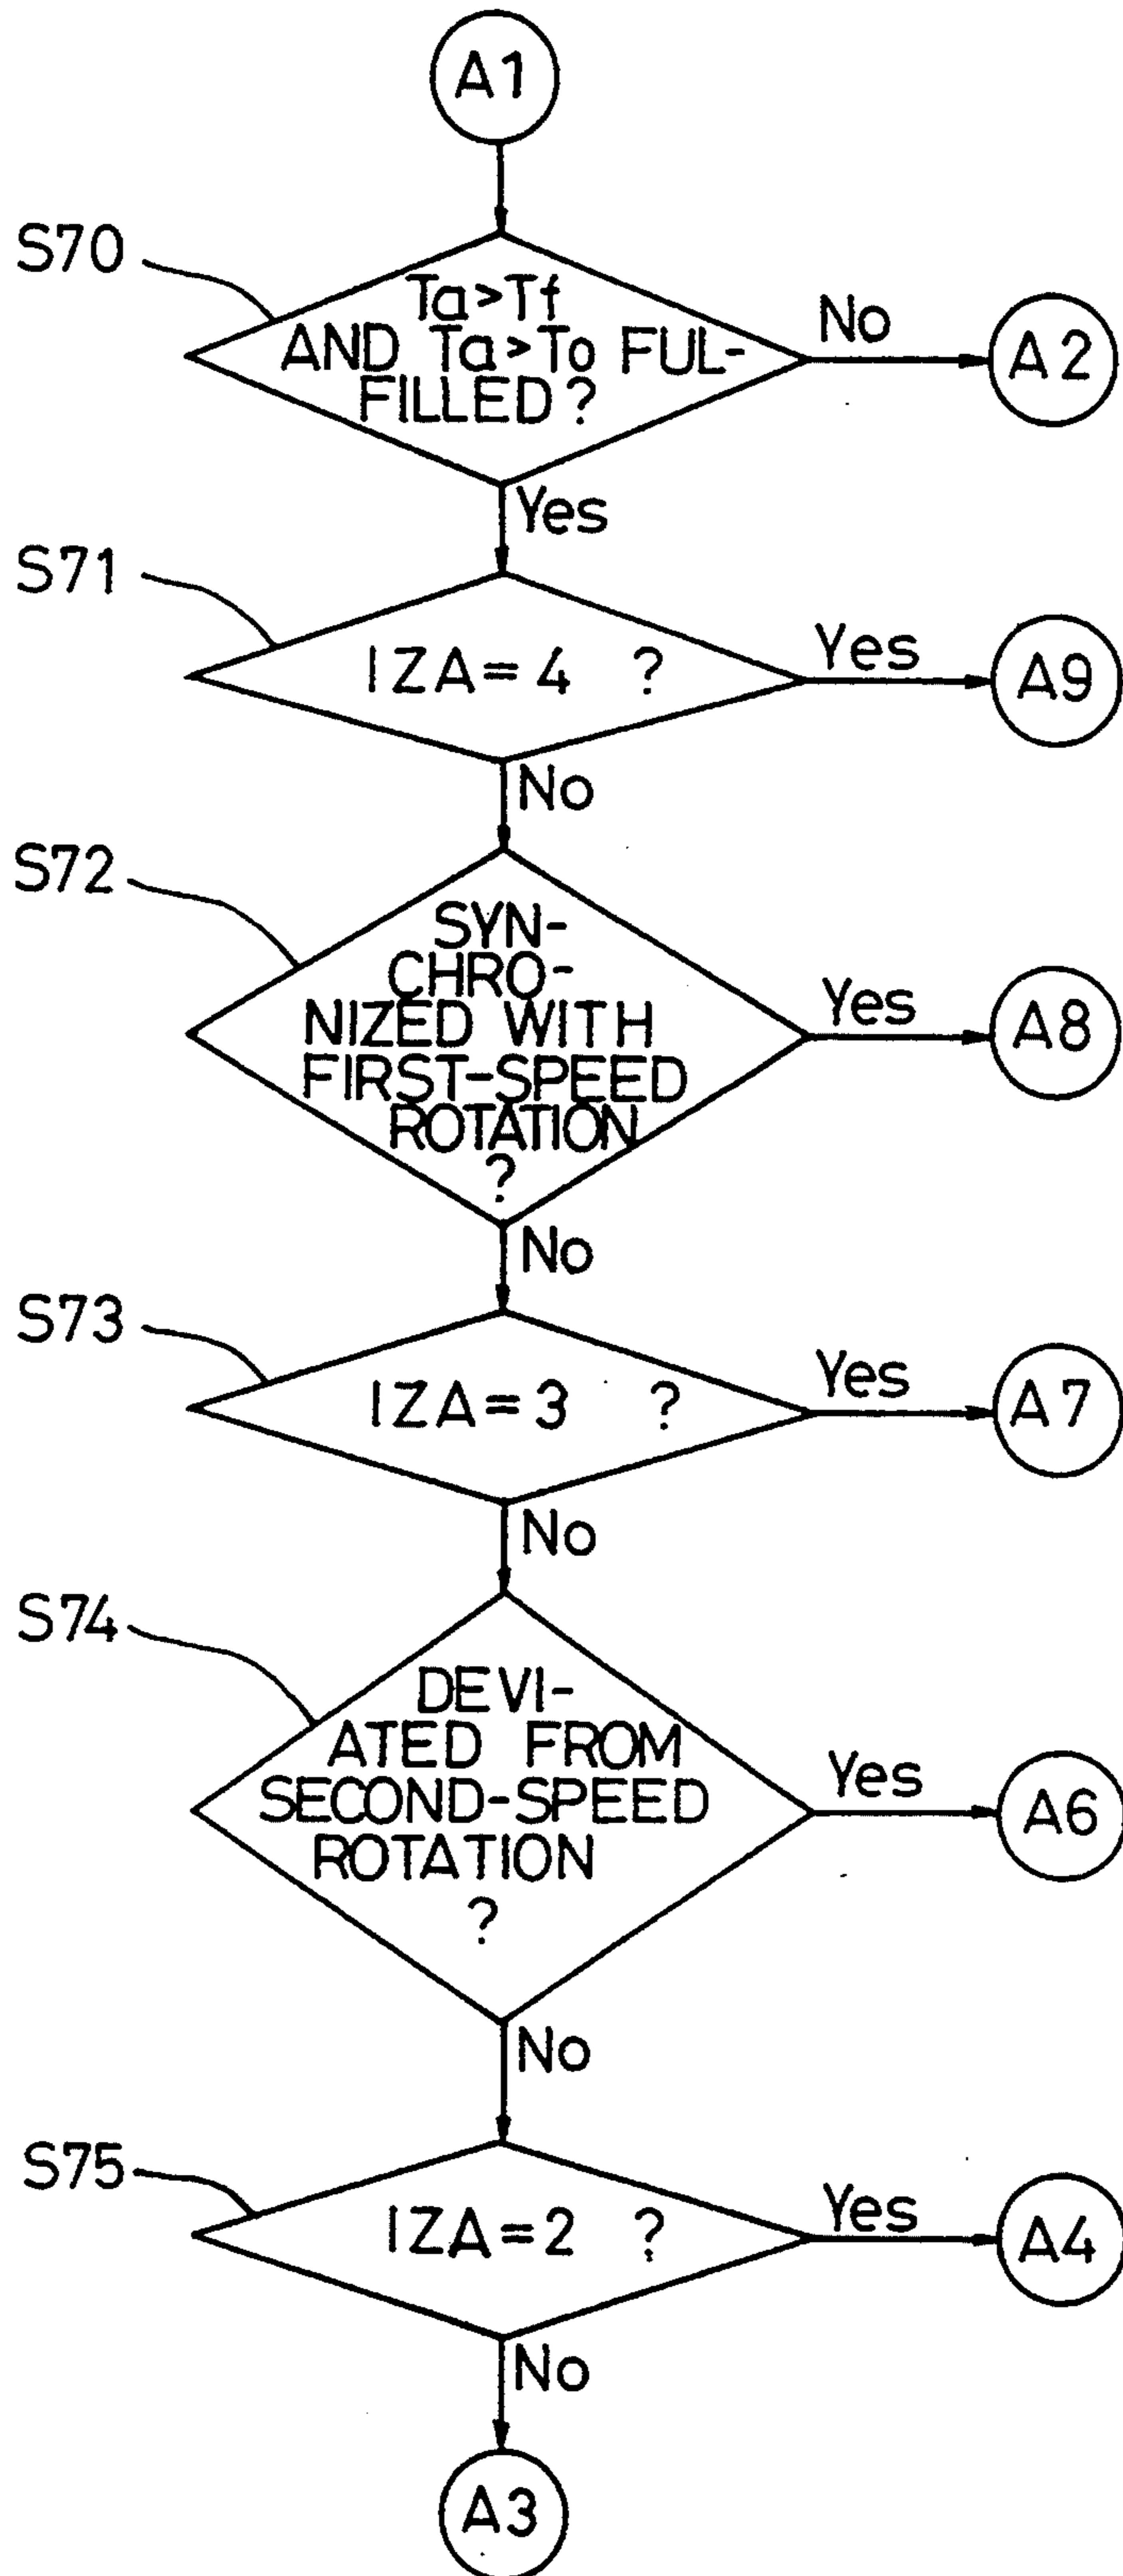 A1
S70
Ta>Tf
AND Ta>To FUL-
FILLED?
No
A2
Yes
S71
IZA=4 ?
Yes
A9
No
S72
SYN-
CHRO-
NIZED WITH
FIRST-SPEED
ROTATION
?
Yes
A8
No
S73
IZA=3 ?
Yes
A7
No
S74
DEVI-
ATED FROM
SECOND-SPEED
ROTATION
?
Yes
A6
No
S75
IZA=2 ?
Yes
A4
No
A3